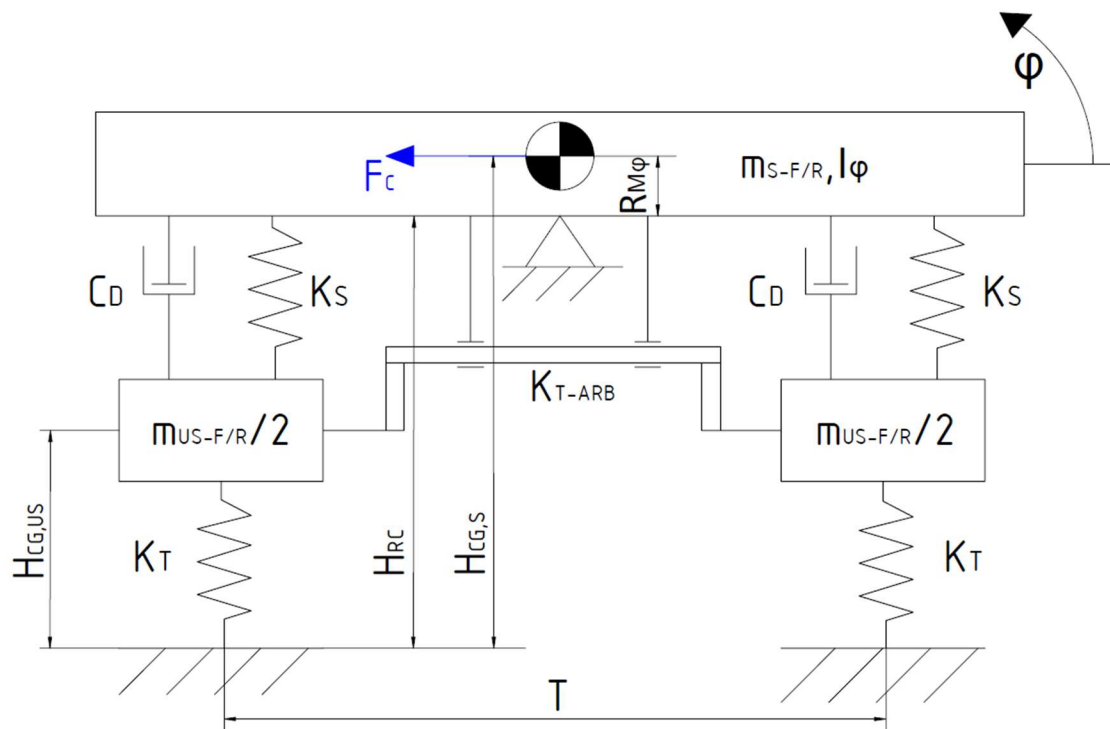 φ
Fc
RMφ
mS-F/R,Iφ
CD
KS
CD
KS
KT-ARB
mUS-F/R/2
mUS-F/R/2
HCG,US
KT
HRC
HCG,S
KT
T